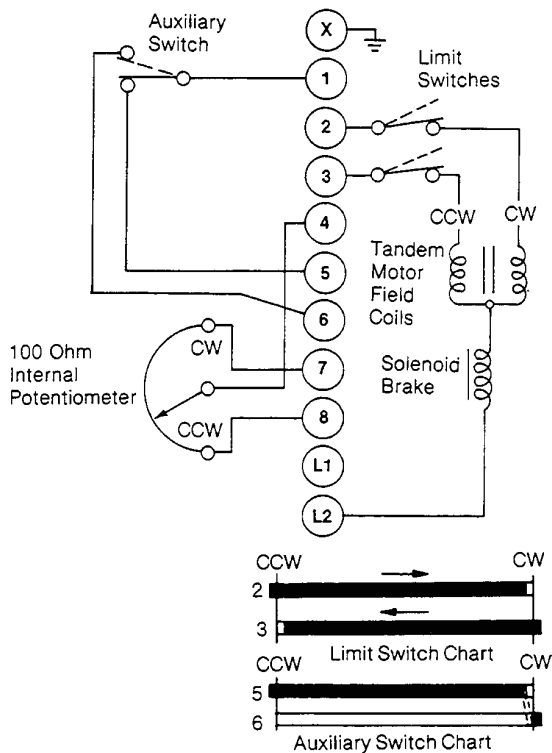 Auxiliary
Switch
X
1
Limit
Switches
2
3
CCW
CW
4
Tandem
Motor
Field
Coils
5
6
100 Ohm
Internal
Potentiometer
CW
7
Solenoid
Brake
CCW
8
L1
L2
CCW
CW
2
3
Limit Switch Chart
CCW
CW
5
6
Auxiliary Switch Chart